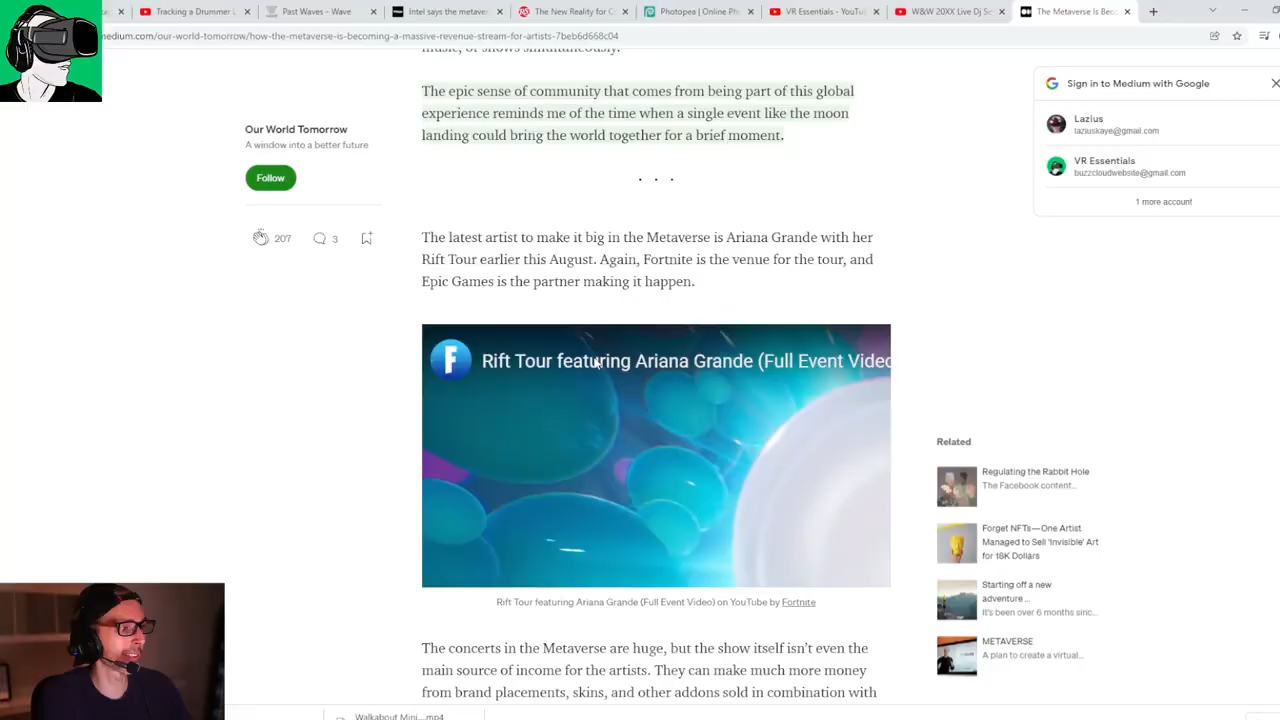 Tracking a Drummer L
Past Waves - Wave
Intel says the metaver
The New Ready for C
Photopea | Online Ph
VR Essentials - YouTu
W&W 20XX Live Dj Se
The Metaverse Is Bec
medium.com/our-world-tomorrow/how-the-metaverse-is-becoming-a-massive-revenue-stream-for-artists-7beb6d668c04
music, or shows simultaneously.
The epic sense of community that comes from being part of this global
experience reminds me of the time when a single event like the moon
landing could bring the world together for a brief moment.
. . .
Our World Tomorrow
A window into a better future
Follow
207
3
Sign in to Medium with Google
Lazius
laziuskaye@gmail.com
VR Essentials
buzzcloudwebsite@gmail.com
1 more account
The latest artist to make it big in the Metaverse is Ariana Grande with her
Rift Tour earlier this August. Again, Fortnite is the venue for the tour, and
Epic Games is the partner making it happen.
F
Rift Tour featuring Ariana Grande (Full Event Video
Rift Tour featuring Ariana Grande (Full Event Video) on YouTube by Fortnite
Related
Regulating the Rabbit Hole
The Facebook content...
Forget NFTs—One Artist
Managed to Sell 'Invisible' Art
for 18K Dollars
Starting off a new
adventure ...
It's been over 6 months sinc...
METAVERSE
A plan to create a virtual...
The concerts in the Metaverse are huge, but the show itself isn't even the
main source of income for the artists. They can make much more money
from brand placements, skins, and other addons sold in combination with
Walkabout Mini....mp4